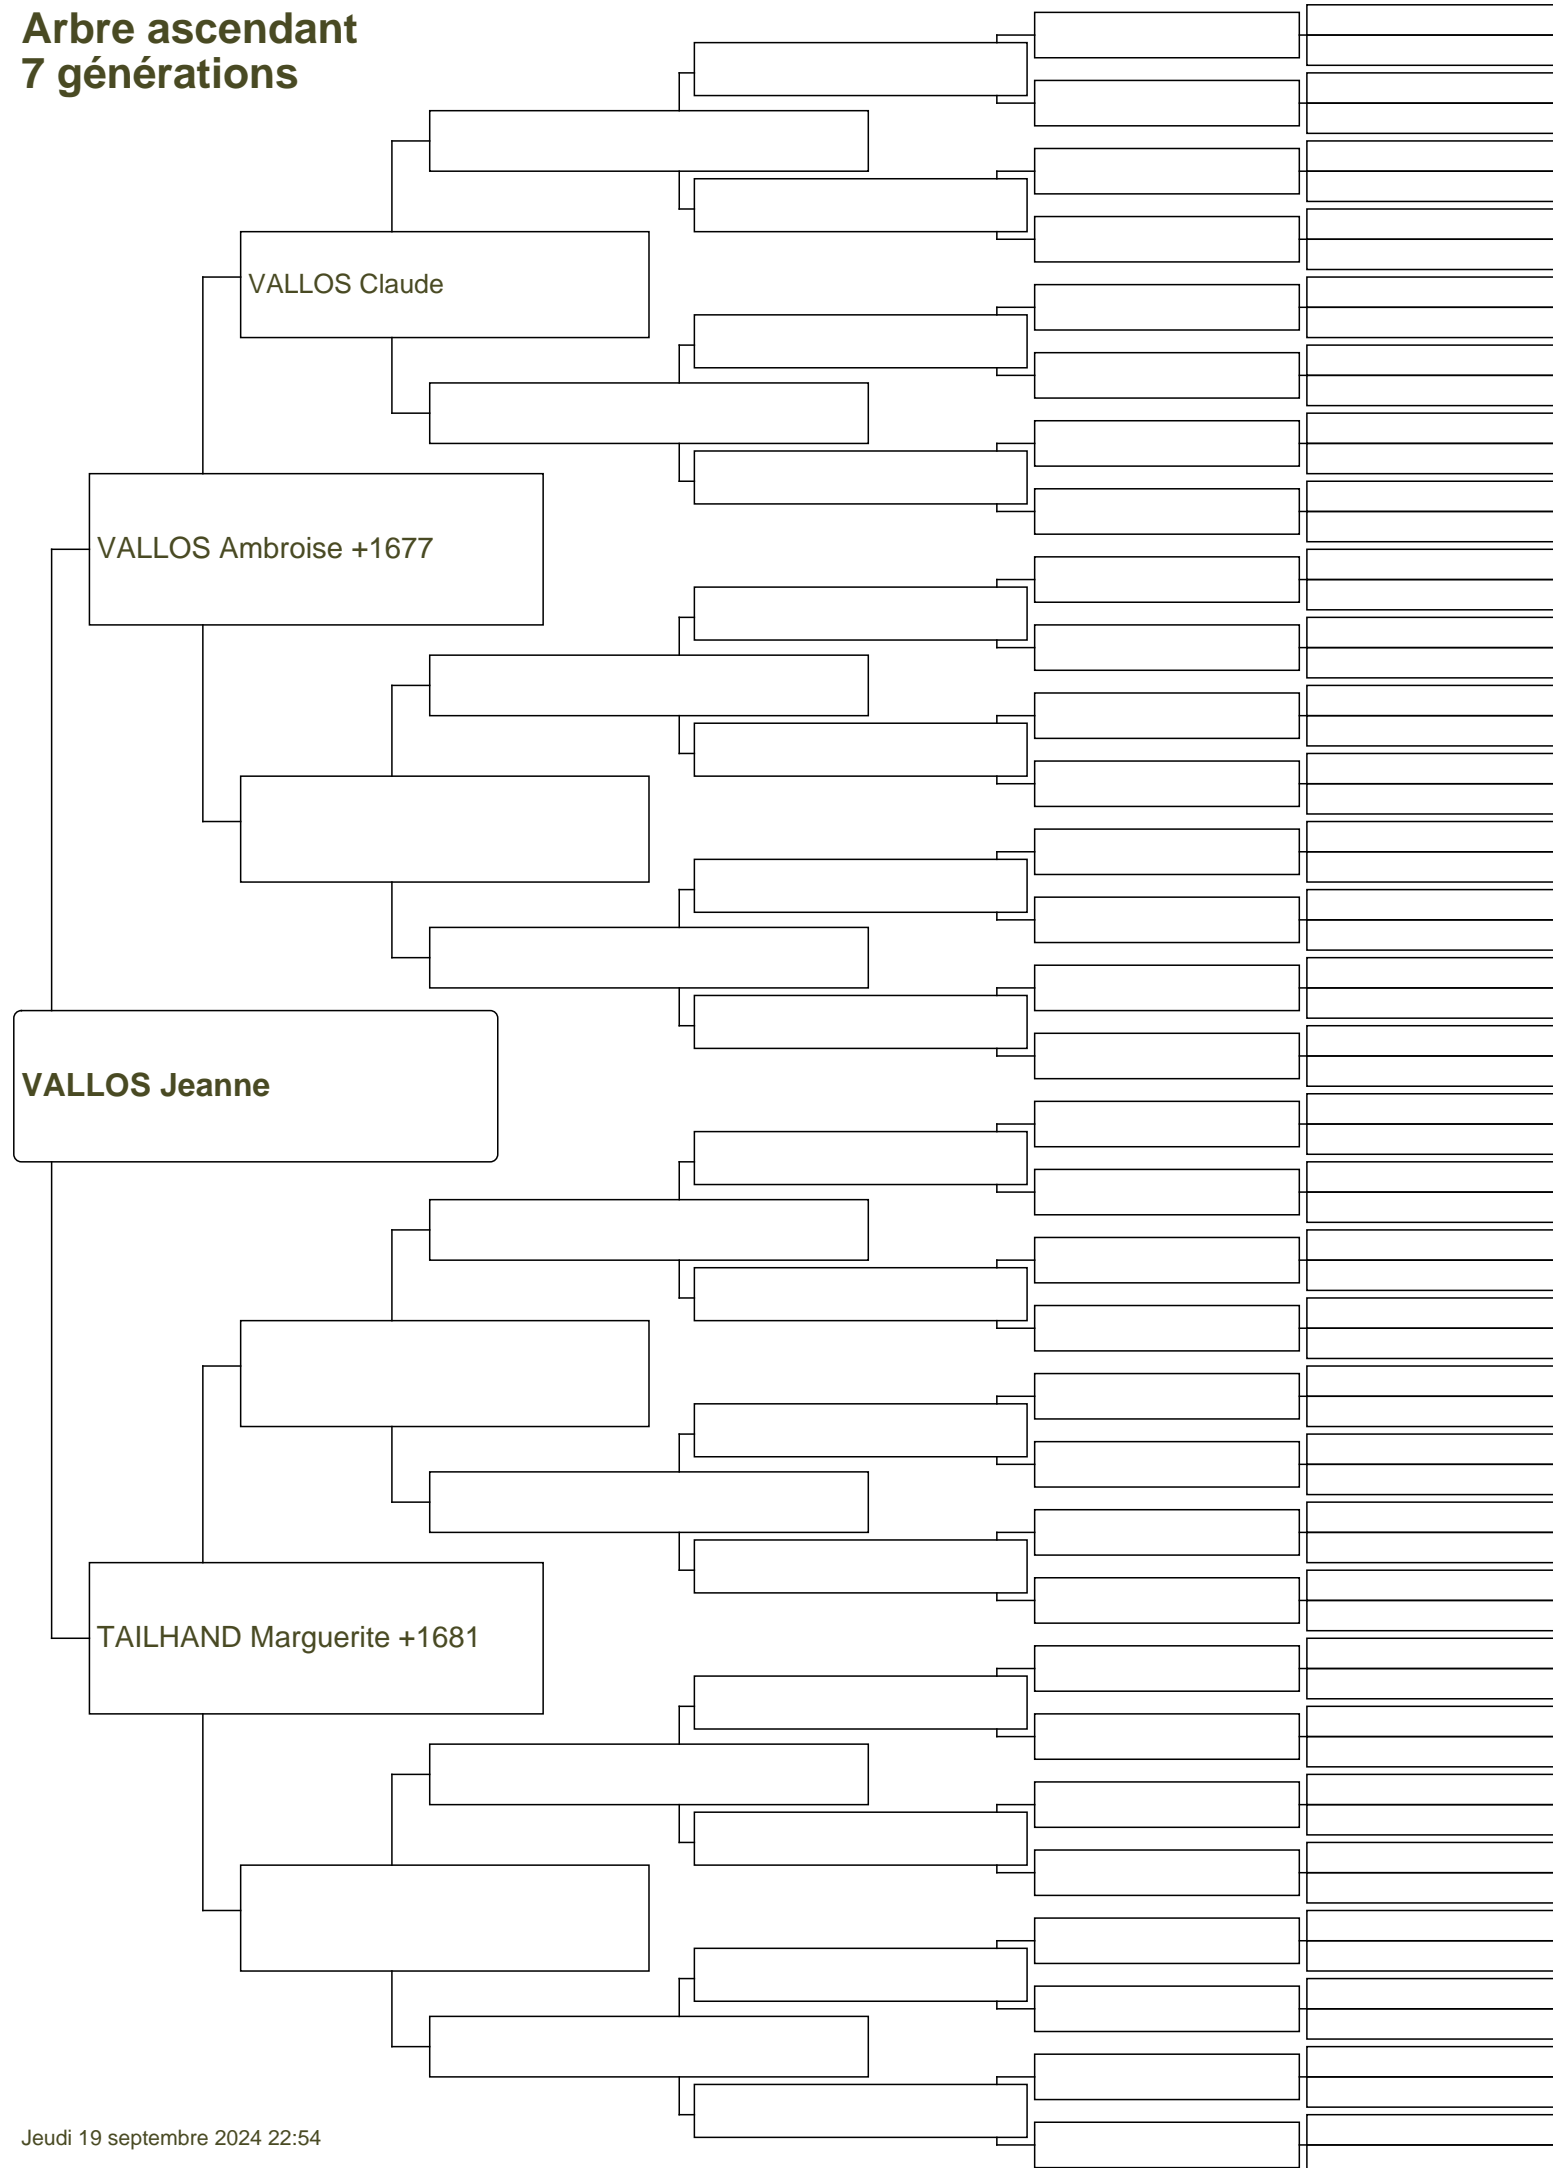 Arbre ascendant
7 générations
VALLOS Claude
VALLOS Ambroise +1677
VALLOS Jeanne
TAILHAND Marguerite +1681
Jeudi 19 septembre 2024 22:54